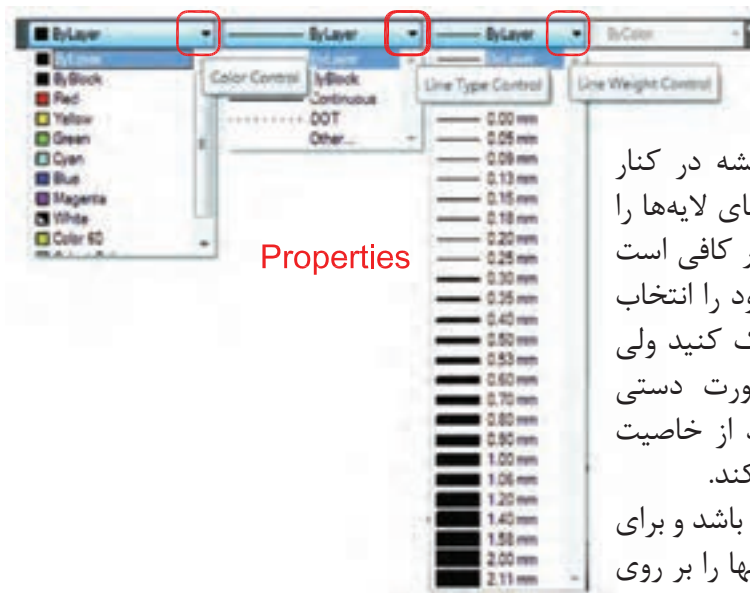 ByLayer
ByLayer
ByLayer
ByColor
ByLayer
ByBlock
Red
Yellow
Green
Cyan
Blue
Magenta
White
Color 60
Color Control
ByLayer
ByBlock
Continuous
DOT
Other...
Line Type Control
Line Weight Control
0.00 mm
0.05 mm
0.09 mm
0.13 mm
0.15 mm
0.18 mm
0.20 mm
0.25 mm
0.30 mm
0.35 mm
0.40 mm
0.50 mm
0.53 mm
0.60 mm
0.70 mm
0.80 mm
0.90 mm
1.00 mm
1.06 mm
1.20 mm
1.40 mm
1.58 mm
2.00 mm
2.11 mm
Properties
در کنار
لایه‌ها را
کافی است
را انتخاب
کنید ولی
دستی
از خاصیت
کند.
باشد و برای
را بر روی